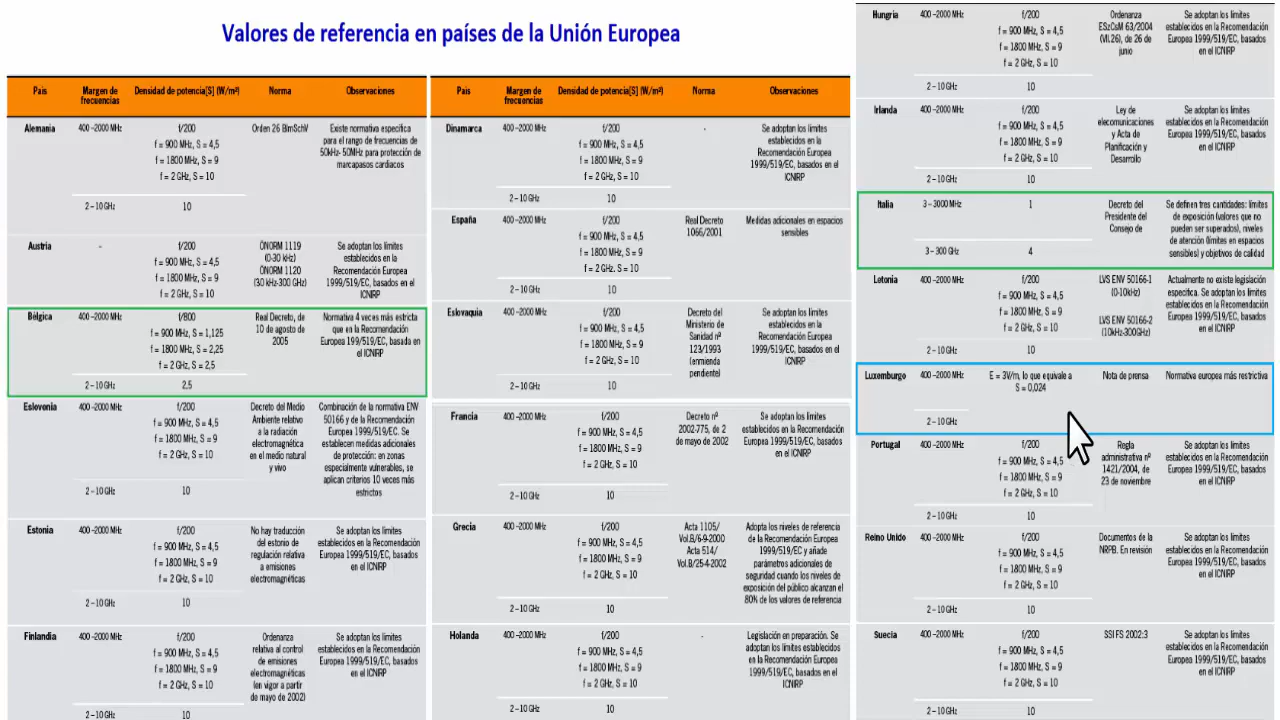 Valores de referencia en países de la Unión Europea
País Margen de frecuencias Densidad de potencia[S] (W/m²) Norma Observaciones
Alemania 400 –2000 MHz f/200 Orden 26 BImSchV Existe normativa específica
para el rango de frecuencias de
50kHz- 50MHz para protección de
marcapasos cardíacos
f = 900 MHz, S = 4,5
f = 1800 MHz, S = 9
f = 2 GHz, S = 10
2 – 10 GHz 10
Austria - f/200
f = 900 MHz, S = 4,5
f = 1800 MHz, S = 9
f = 2 GHz, S = 10
ÖNORM 1119
(0-30 kHz)
ÖNORM 1120
(30 kHz-300 GHz)
Se adoptan los límites
establecidos en la
Recomendación Europea
1999/519/EC, basados en el
ICNIRP
Bélgica 400 –2000 MHz f/800
f = 900 MHz, S = 1,125
f = 1800 MHz, S = 2,25
f = 2 GHz, S = 2,5
2 – 10 GHz 2,5
Real Decreto, de
10 de agosto de
2005
Normativa 4 veces más estricta
que en la Recomendación
Europea 199/519/EC, basada en
el ICNIRP
Eslovenia 400 –2000 MHz f/200
f = 900 MHz, S = 4,5
f = 1800 MHz, S = 9
f = 2 GHz, S = 10
2 – 10 GHz 10
Decreto del Medio
Ambiente relativo
a la radiación
electromagnética
en el medio natural
y vivo
Combinación de la normativa ENV
50166 y de la Recomendación
Europea 1999/519/EC. Se
establecen medidas adicionales
de protección: en zonas
especialmente vulnerables, se
aplican criterios 10 veces más
estrictos
Estonia 400 –2000 MHz f/200
f = 900 MHz, S = 4,5
f = 1800 MHz, S = 9
f = 2 GHz, S = 10
2 – 10 GHz 10
No hay traducción
del estonio de
regulación relativa
a emisiones
electromagnéticas
Se adoptan los límites
establecidos en la Recomendación
Europea 1999/519/EC, basados
en el ICNIRP
Finlandia 400 –2000 MHz f/200
f = 900 MHz, S = 4,5
f = 1800 MHz, S = 9
f = 2 GHz, S = 10
2 – 10 GHz 10
Ordenanza
relativa al control
de emisiones
electromagnéticas
(en vigor a partir
de mayo de 2002)
Se adoptan los límites
establecidos en la Recomendación
Europea 1999/519/EC, basados
en el ICNIRP
País Margen de frecuencias Densidad de potencia[S] (W/m²) Norma Observaciones
Dinamarca 400 –2000 MHz f/200 -
f = 900 MHz, S = 4,5
f = 1800 MHz, S = 9
f = 2 GHz, S = 10
2 – 10 GHz 10
Se adoptan los límites
establecidos en la
Recomendación Europea
1999/519/EC, basados en el
ICNIRP
España 400 –2000 MHz f/200
f = 900 MHz, S = 4,5
f = 1800 MHz, S = 9
f = 2 GHz. S = 10
2 – 10 GHz 10
Real Decreto
1066/2001
Medidas adicionales en espacios
sensibles
Eslovaquia 400 –2000 MHz f/200
f = 900 MHz, S = 4,5
f = 1800 MHz, S = 9
f = 2 GHz, S = 10
2 – 10 GHz 10
Decreto del
Ministerio de
Sanidad nº
123/1993
(enmienda
pendiente)
Se adoptan los límites
establecidos en la
Recomendación Europea
1999/519/EC, basados en el
ICNIRP
Francia 400 –2000 MHz f/200
f = 900 MHz, S = 4,5
f = 1800 MHz, S = 9
f = 2 GHz, S = 10
2 – 10 GHz 10
Decreto nº
2002-775, de 2
de mayo de 2002
Se adoptan los límites
establecidos en la Recomendación
Europea 1999/519/EC, basados
en el ICNIRP
Grecia 400 –2000 MHz f/200
f = 900 MHz, S = 4,5
f = 1800 MHz, S = 9
f = 2 GHz, S = 10
2 – 10 GHz 10
Acta 1105/
Vol.B/6-9-2000
Acta 514/
Vol.B/25-4-2002
Adopta los niveles de referencia
de la Recomendación Europea
1999/519/EC y añade
parámetros adicionales de
seguridad cuando los niveles de
exposición del público alcanzan el
80% de los valores de referencia
Holanda 400 –2000 MHz f/200 -
f = 900 MHz, S = 4,5
f = 1800 MHz, S = 9
f = 2 GHz, S = 10
2 – 10 GHz 10
Legislación en preparación. Se
adoptan los límites establecidos
en la Recomendación Europea
1999/519/EC, basados en el
ICNIRP
Hungría 400 –2000 MHz f/200
f = 900 MHz, S = 4,5
f = 1800 MHz, S = 9
f = 2 GHz, S = 10
2 – 10 GHz 10
Ordenanza
ESzCsM 63/2004
(VII.26), de 26 de
junio
Se adoptan los límites
establecidos en la Recomendación
Europea 1999/519/EC, basados
en el ICNIRP
Irlanda 400 –2000 MHz f/200
f = 900 MHz, S = 4,5
f = 1800 MHz, S = 9
f = 2 GHz, S = 10
2 – 10 GHz 10
Ley de
elecomunicaciones
y Acta de
Planificación y
Desarrollo
Se adoptan los límites
establecidos en la Recomendación
Europea 1999/519/EC, basados
en el ICNIRP
Italia 3 – 3000 MHz 1
3 – 300 GHz 4
Decreto del
Presidente del
Consejo de
Se definen tres cantidades: límites
de exposición (valores que no
pueden ser superados), niveles
de atención (límites en espacios
sensibles) y objetivos de calidad
Letonia 400 –2000 MHz f/200
f = 900 MHz, S = 4,5
f = 1800 MHz, S = 9
f = 2 GHz, S = 10
2 – 10 GHz 10
LVS ENV 50166-1
(0-10kHz)
LVS ENV 50166-2
(10kHz-300GHz)
Actualmente no existe legislación
específica. Se adoptan los límites
establecidos en la Recomendación
Europea 1999/519/EC, basados
en el ICNIRP
Luxemburgo 400 –2000 MHz E = 3V/m, lo que equivale a
S = 0,024
2 – 10 GHz
Nota de prensa
Normativa europea más restrictiva
Portugal 400 –2000 MHz f/200
f = 900 MHz, S = 4,5
f = 1800 MHz, S = 9
f = 2 GHz, S = 10
2 – 10 GHz 10
Regla
administrativa nº
1421/2004, de
23 de noviembre
Se adoptan los límites
establecidos en la Recomendación
Europea 1999/519/EC, basados
en el ICNIRP
Reino Unido 400 –2000 MHz f/200
f = 900 MHz, S = 4,5
f = 1800 MHz, S = 9
f = 2 GHz, S = 10
2 – 10 GHz 10
Documentos de la
NRPB. En revisión
Se adoptan los límites
establecidos en la Recomendación
Europea 1999/519/EC, basados
en el ICNIRP
Suecia 400 –2000 MHz f/200
f = 900 MHz, S = 4,5
f = 1800 MHz, S = 9
f = 2 GHz, S = 10
2 – 10 GHz 10
SSI FS 2002:3
Se adoptan los límites
establecidos en la Recomendación
Europea 1999/519/EC, basados
en el ICNIRP